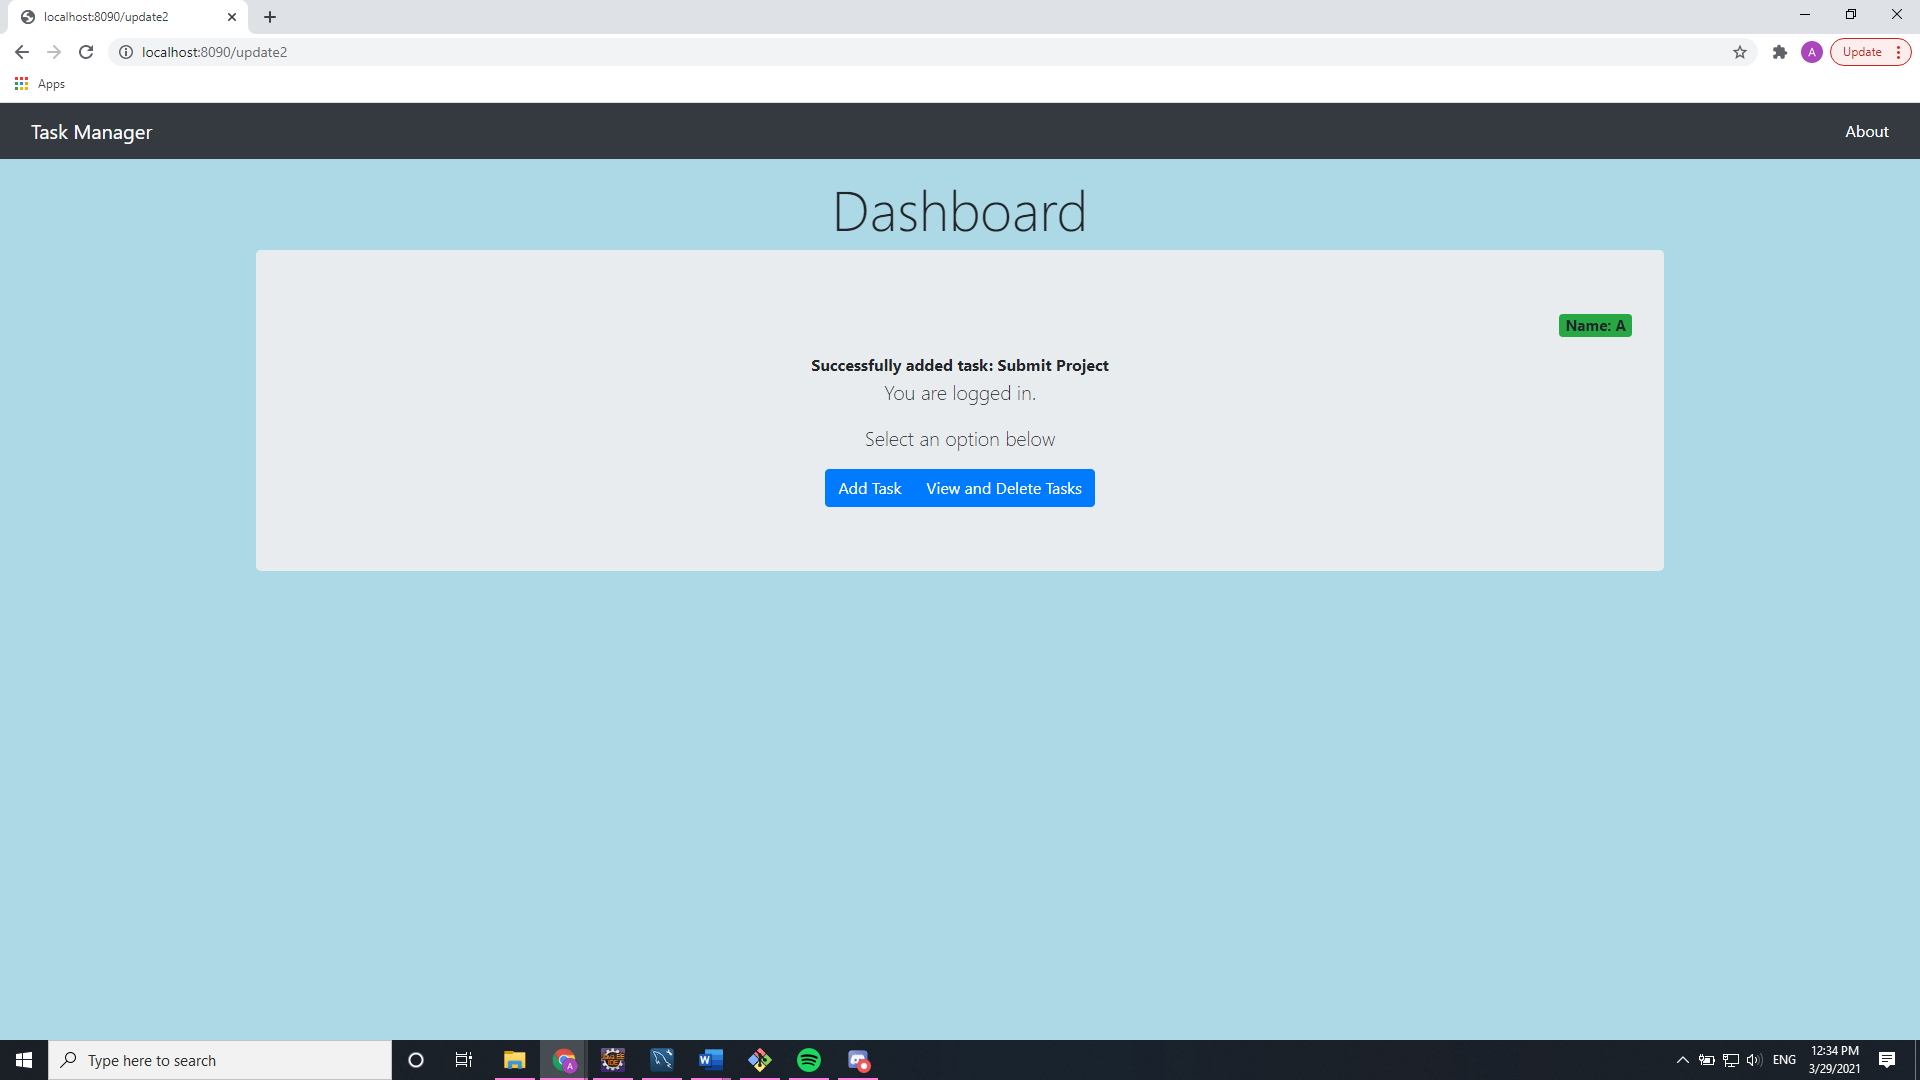 localhost:8090/update2
localhost:8090/update2
A
Update
Apps
Task Manager
About
Dashboard
Name: A
Successfully added task: Submit Project
You are logged in.
Select an option below
Add Task
View and Delete Tasks
Type here to search
A
W
ENG
12:34 PM
3/29/2021